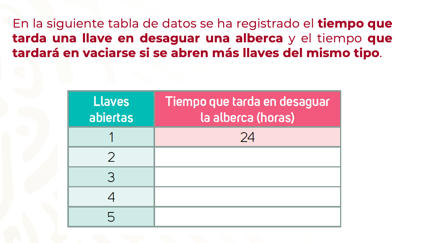 En la siguiente tabla de datos se ha registrado el tiempo que
tarda una llave en desaguar una alberca y el tiempo que
tardará en vaciarse si se abren más llaves del mismo tipo.
Llaves abiertas
Tiempo que tarda en desaguar la alberca (horas)
1 24
2
3
4
5